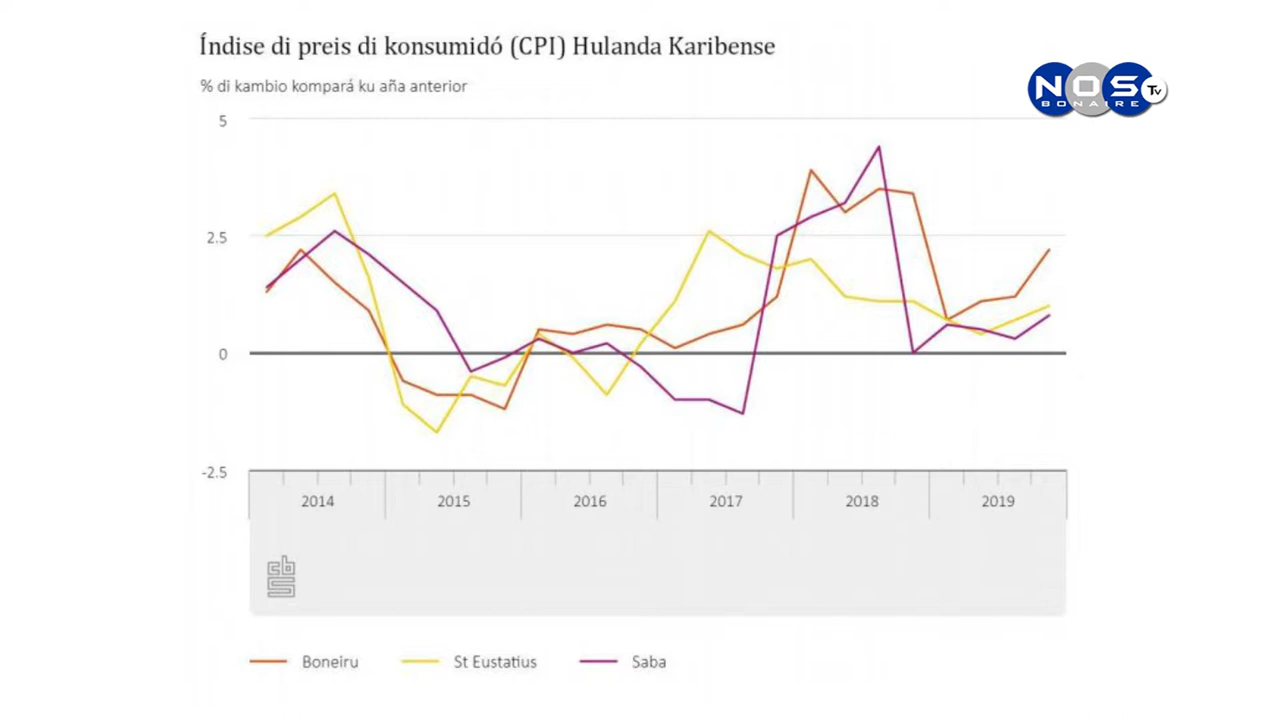 Índise di preis di konsumidó (CPI) Hulanda Karibense
% di kambio kompará ku aña anterior
NOS TV
BONAIRE
5
2.5
0
-2.5
2014 2015 2016 2017 2018 2019
cbs
Boneiru St Eustatius Saba